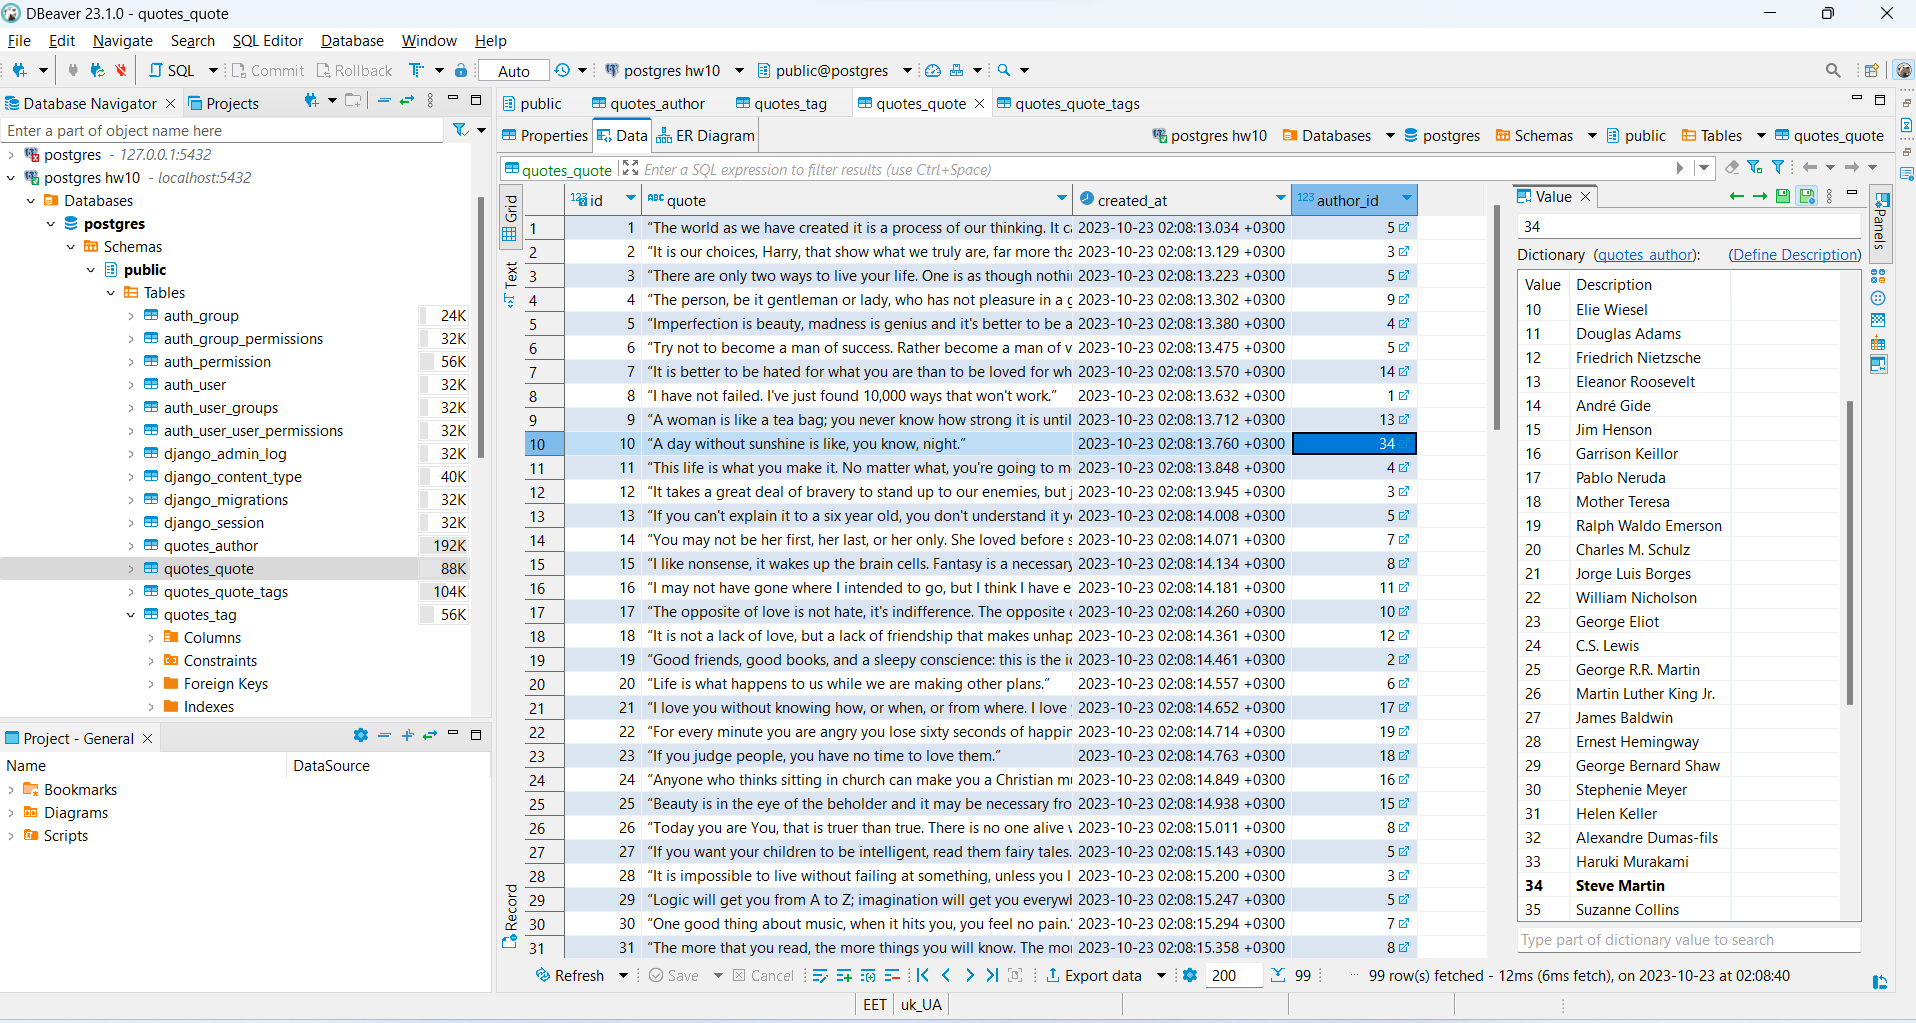 DBeaver 23.1.0 - quotes_quote
File Edit Navigate Search SQL Editor Database Window Help
SQL Commit Rollback Auto postgres hw10 public@postgres
Database Navigator Projects
Enter a part of object name here
postgres - 127.0.0.1:5432
postgres hw10 - localhost:5432
Databases
postgres
Schemas
public
Tables
auth_group 24K
auth_group_permissions 32K
auth_permission 56K
auth_user 32K
auth_user_groups 32K
auth_user_user_permissions 32K
django_admin_log 32K
django_content_type 40K
django_migrations 32K
django_session 32K
quotes_author 192K
quotes_quote 88K
quotes_quote_tags 104K
quotes_tag 56K
Columns
Constraints
Foreign Keys
Indexes
Project - General
Name DataSource
Bookmarks
Diagrams
Scripts
public quotes_author quotes_tag quotes_quote quotes_quote_tags
Properties Data ER Diagram postgres hw10 Databases postgres Schemas public Tables quotes_quote
quotes_quote Enter a SQL expression to filter results (use Ctrl+Space)
Grid
Text
Record
123 id ABC quote created_at 123 author_id
1 1 “The world as we have created it is a process of our thinking. It ca 2023-10-23 02:08:13.034 +0300 5
2 2 “It is our choices, Harry, that show what we truly are, far more tha 2023-10-23 02:08:13.129 +0300 3
3 3 “There are only two ways to live your life. One is as though nothi 2023-10-23 02:08:13.223 +0300 5
4 4 “The person, be it gentleman or lady, who has not pleasure in a g 2023-10-23 02:08:13.302 +0300 9
5 5 “Imperfection is beauty, madness is genius and it's better to be a 2023-10-23 02:08:13.380 +0300 4
6 6 “Try not to become a man of success. Rather become a man of v 2023-10-23 02:08:13.475 +0300 5
7 7 “It is better to be hated for what you are than to be loved for wh 2023-10-23 02:08:13.570 +0300 14
8 8 “I have not failed. I've just found 10,000 ways that won't work.” 2023-10-23 02:08:13.632 +0300 1
9 9 “A woman is like a tea bag; you never know how strong it is until 2023-10-23 02:08:13.712 +0300 13
10 10 “A day without sunshine is like, you know, night.” 2023-10-23 02:08:13.760 +0300 34
11 11 “This life is what you make it. No matter what, you're going to m 2023-10-23 02:08:13.848 +0300 4
12 12 “It takes a great deal of bravery to stand up to our enemies, but j 2023-10-23 02:08:13.945 +0300 3
13 13 “If you can't explain it to a six year old, you don't understand it y 2023-10-23 02:08:14.008 +0300 5
14 14 “You may not be her first, her last, or her only. She loved before s 2023-10-23 02:08:14.071 +0300 7
15 15 “I like nonsense, it wakes up the brain cells. Fantasy is a necessary 2023-10-23 02:08:14.134 +0300 8
16 16 “I may not have gone where I intended to go, but I think I have e 2023-10-23 02:08:14.181 +0300 11
17 17 “The opposite of love is not hate, it's indifference. The opposite 2023-10-23 02:08:14.260 +0300 10
18 18 “It is not a lack of love, but a lack of friendship that makes unhap 2023-10-23 02:08:14.361 +0300 12
19 19 “Good friends, good books, and a sleepy conscience: this is the i 2023-10-23 02:08:14.461 +0300 2
20 20 “Life is what happens to us while we are making other plans.” 2023-10-23 02:08:14.557 +0300 6
21 21 “I love you without knowing how, or when, or from where. I love 2023-10-23 02:08:14.652 +0300 17
22 22 “For every minute you are angry you lose sixty seconds of happin 2023-10-23 02:08:14.714 +0300 19
23 23 “If you judge people, you have no time to love them.” 2023-10-23 02:08:14.763 +0300 18
24 24 “Anyone who thinks sitting in church can make you a Christian m 2023-10-23 02:08:14.849 +0300 16
25 25 “Beauty is in the eye of the beholder and it may be necessary fro 2023-10-23 02:08:14.938 +0300 15
26 26 “Today you are You, that is truer than true. There is no one alive 2023-10-23 02:08:15.011 +0300 8
27 27 “If you want your children to be intelligent, read them fairy tales. 2023-10-23 02:08:15.143 +0300 5
28 28 “It is impossible to live without failing at something, unless you l 2023-10-23 02:08:15.200 +0300 3
29 29 “Logic will get you from A to Z; imagination will get you everywh 2023-10-23 02:08:15.247 +0300 5
30 30 “One good thing about music, when it hits you, you feel no pain. 2023-10-23 02:08:15.294 +0300 7
31 31 “The more that you read, the more things you will know. The mo 2023-10-23 02:08:15.358 +0300 8
Value
Panels
34
Dictionary (quotes_author): (Define Description)
Value Description
10 Elie Wiesel
11 Douglas Adams
12 Friedrich Nietzsche
13 Eleanor Roosevelt
14 André Gide
15 Jim Henson
16 Garrison Keillor
17 Pablo Neruda
18 Mother Teresa
19 Ralph Waldo Emerson
20 Charles M. Schulz
21 Jorge Luis Borges
22 William Nicholson
23 George Eliot
24 C.S. Lewis
25 George R.R. Martin
26 Martin Luther King Jr.
27 James Baldwin
28 Ernest Hemingway
29 George Bernard Shaw
30 Stephenie Meyer
31 Helen Keller
32 Alexandre Dumas-fils
33 Haruki Murakami
34 Steve Martin
35 Suzanne Collins
Type part of dictionary value to search
Refresh Save Cancel Export data 200 99 99 row(s) fetched - 12ms (6ms fetch), on 2023-10-23 at 02:08:40
EET uk_UA